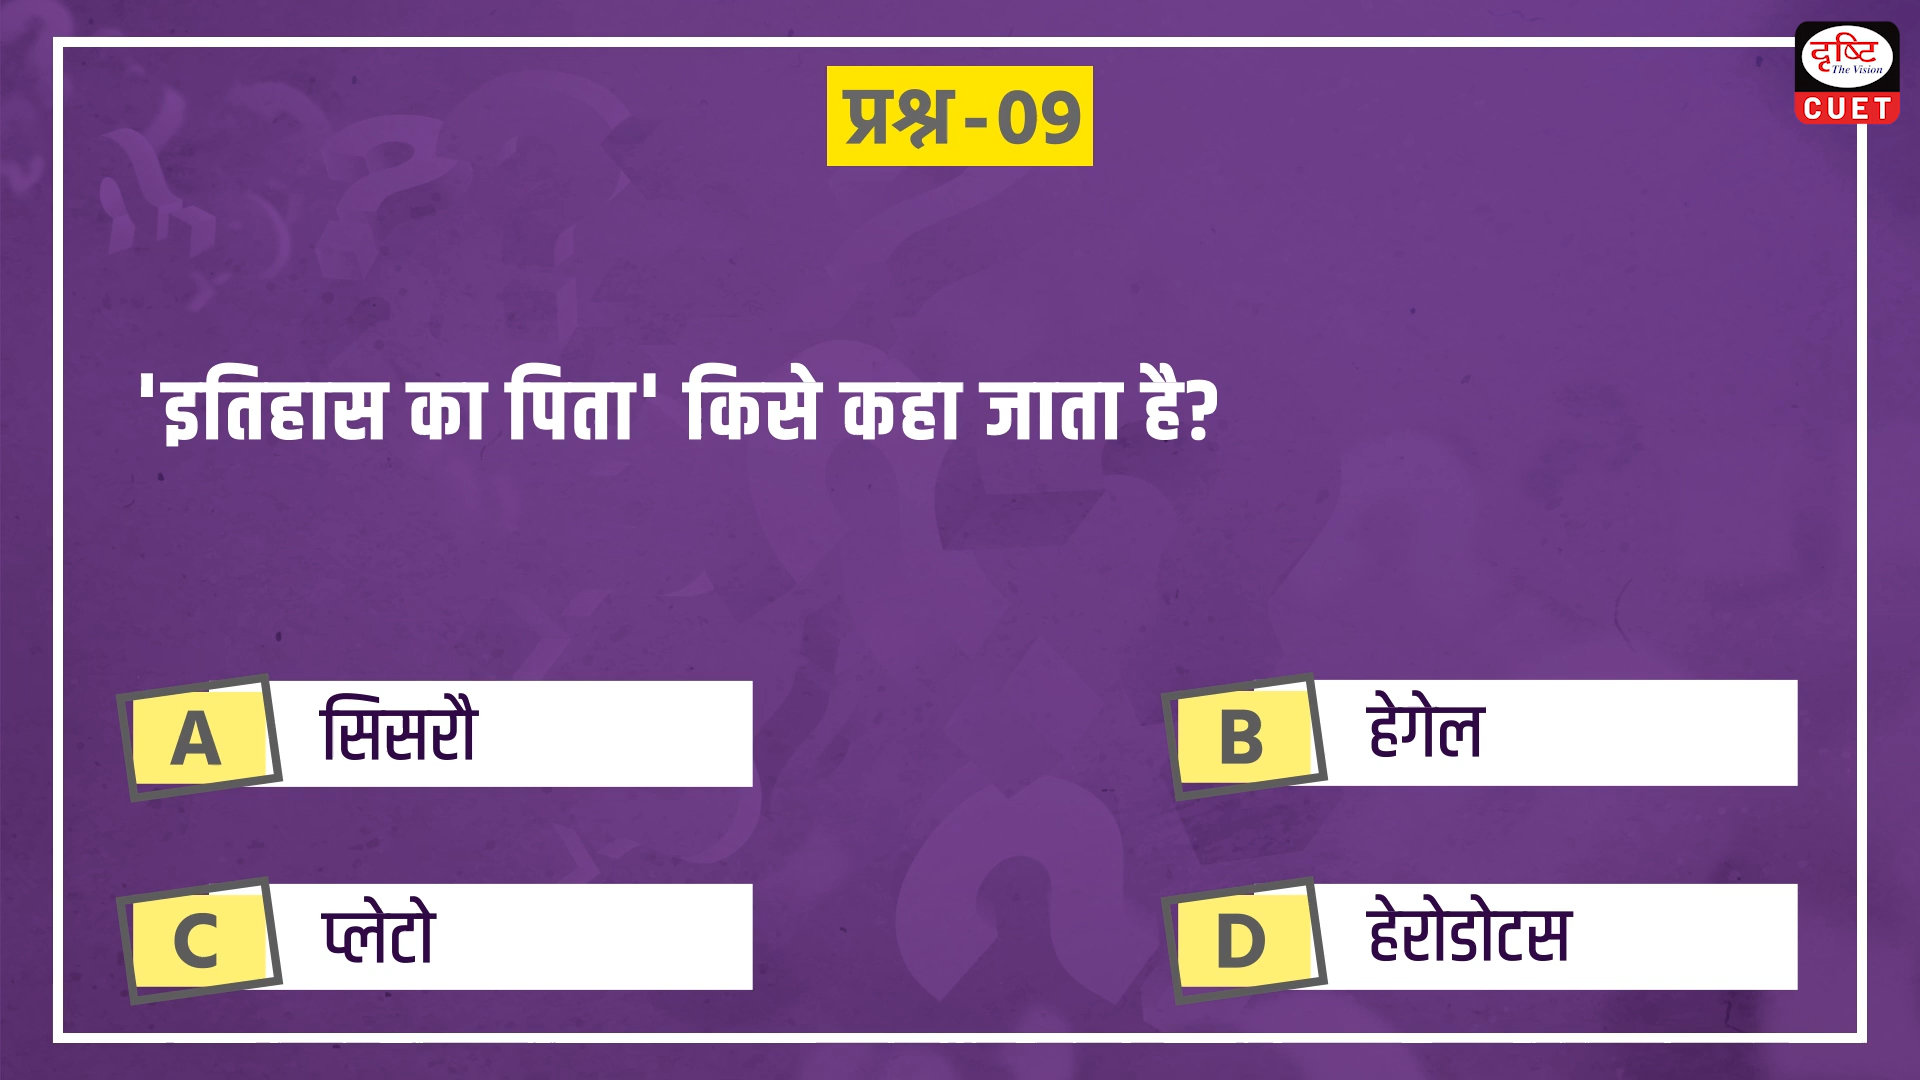 दृष्टि
The Vision
CUET
प्रश्न-09
'इतिहास का पिता' किसे कहा जाता है?
A सिसरौ
B हेगेल
C प्लेटो
D हेरोडोटस